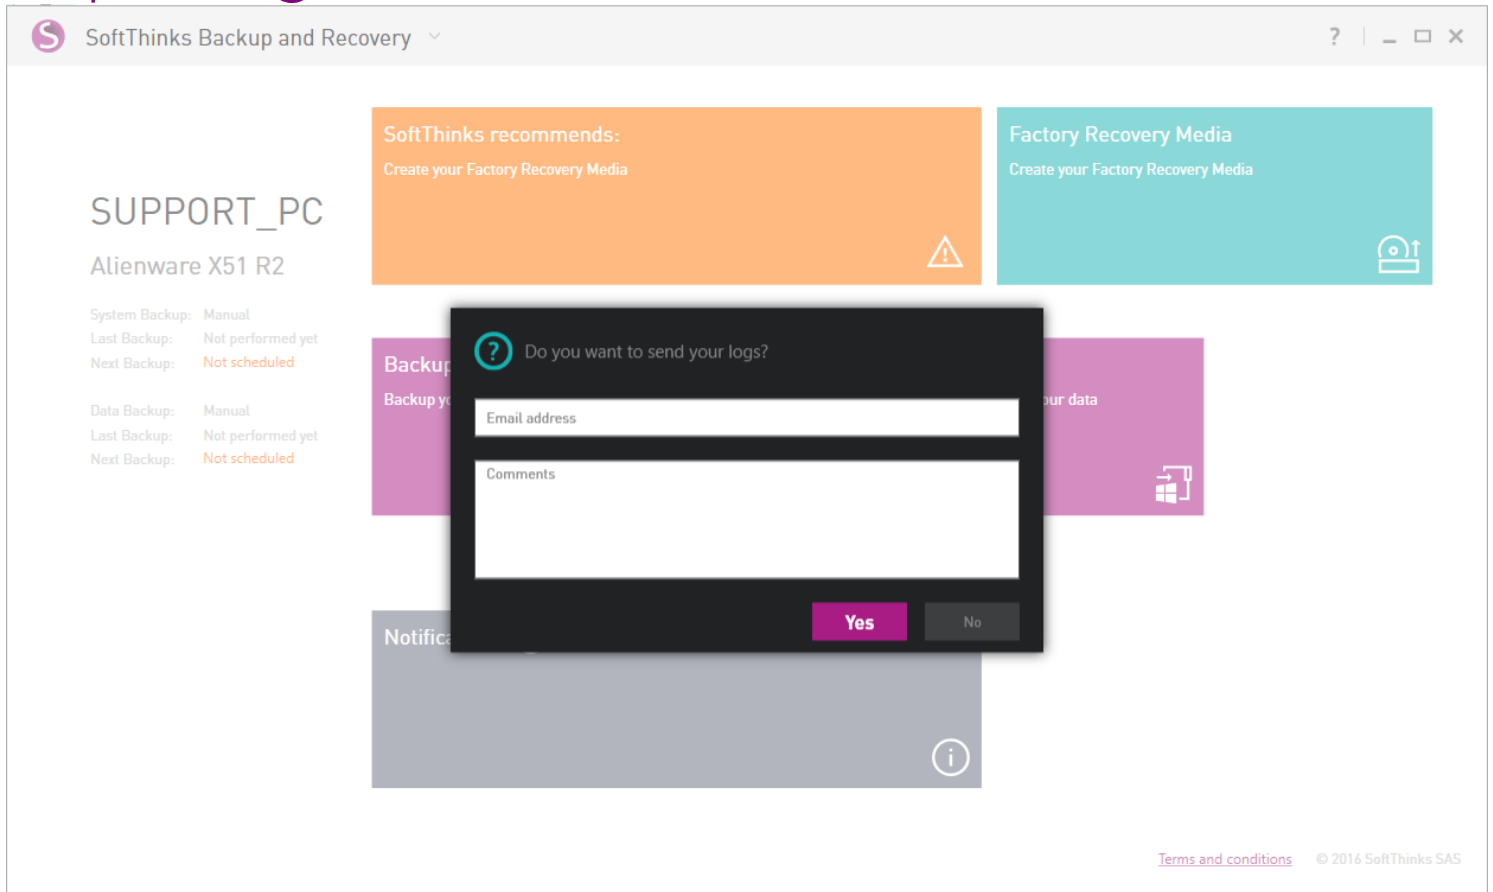 SoftThinks Backup and Recovery
?
SUPPORT_PC
Alienware X51 R2
System Backup: Manual
Last Backup: Not performed yet
Next Backup: Not scheduled
Data Backup: Manual
Last Backup: Not performed yet
Next Backup: Not scheduled
SoftThinks recommends:
Create your Factory Recovery Media
Factory Recovery Media
Create your Factory Recovery Media
Backup
Backup
our data
? Do you want to send your logs?
Email address
Comments
Yes No
Terms and conditions © 2016 SoftThinks SAS